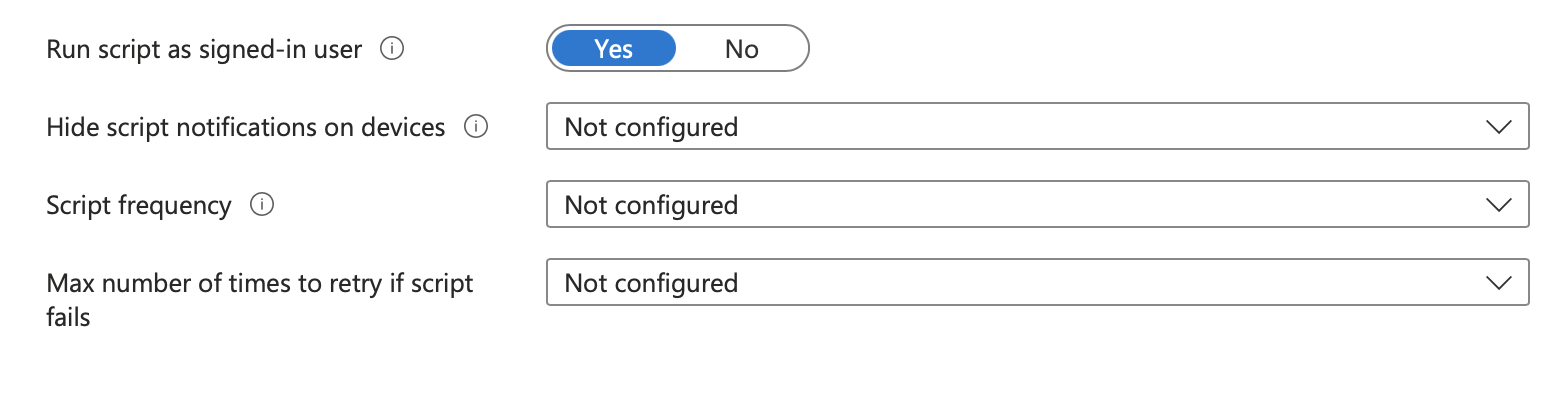 Run script as signed-in user
Yes
No
Hide script notifications on devices
Not configured
Script frequency
Not configured
Max number of times to retry if script
fails
Not configured